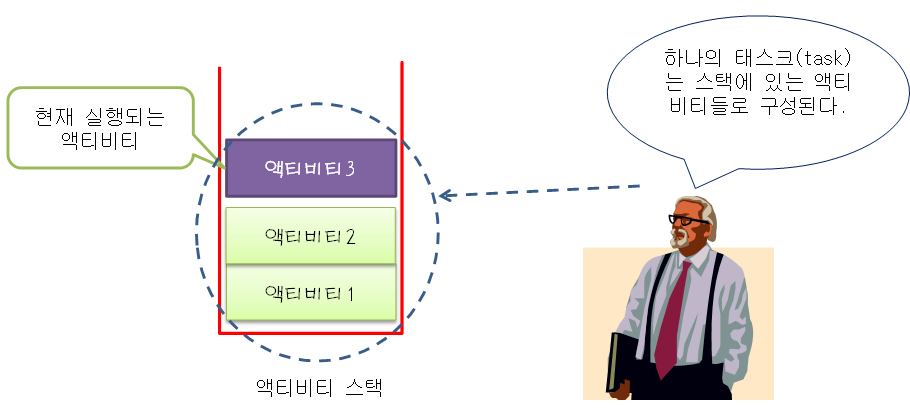 하나의 태스크(task)
는 스택에 있는 액티
비티들로 구성된다.
현재 실행되는
액티비티
액티비티3
액티비티2
액티비티1
액티비티 스택